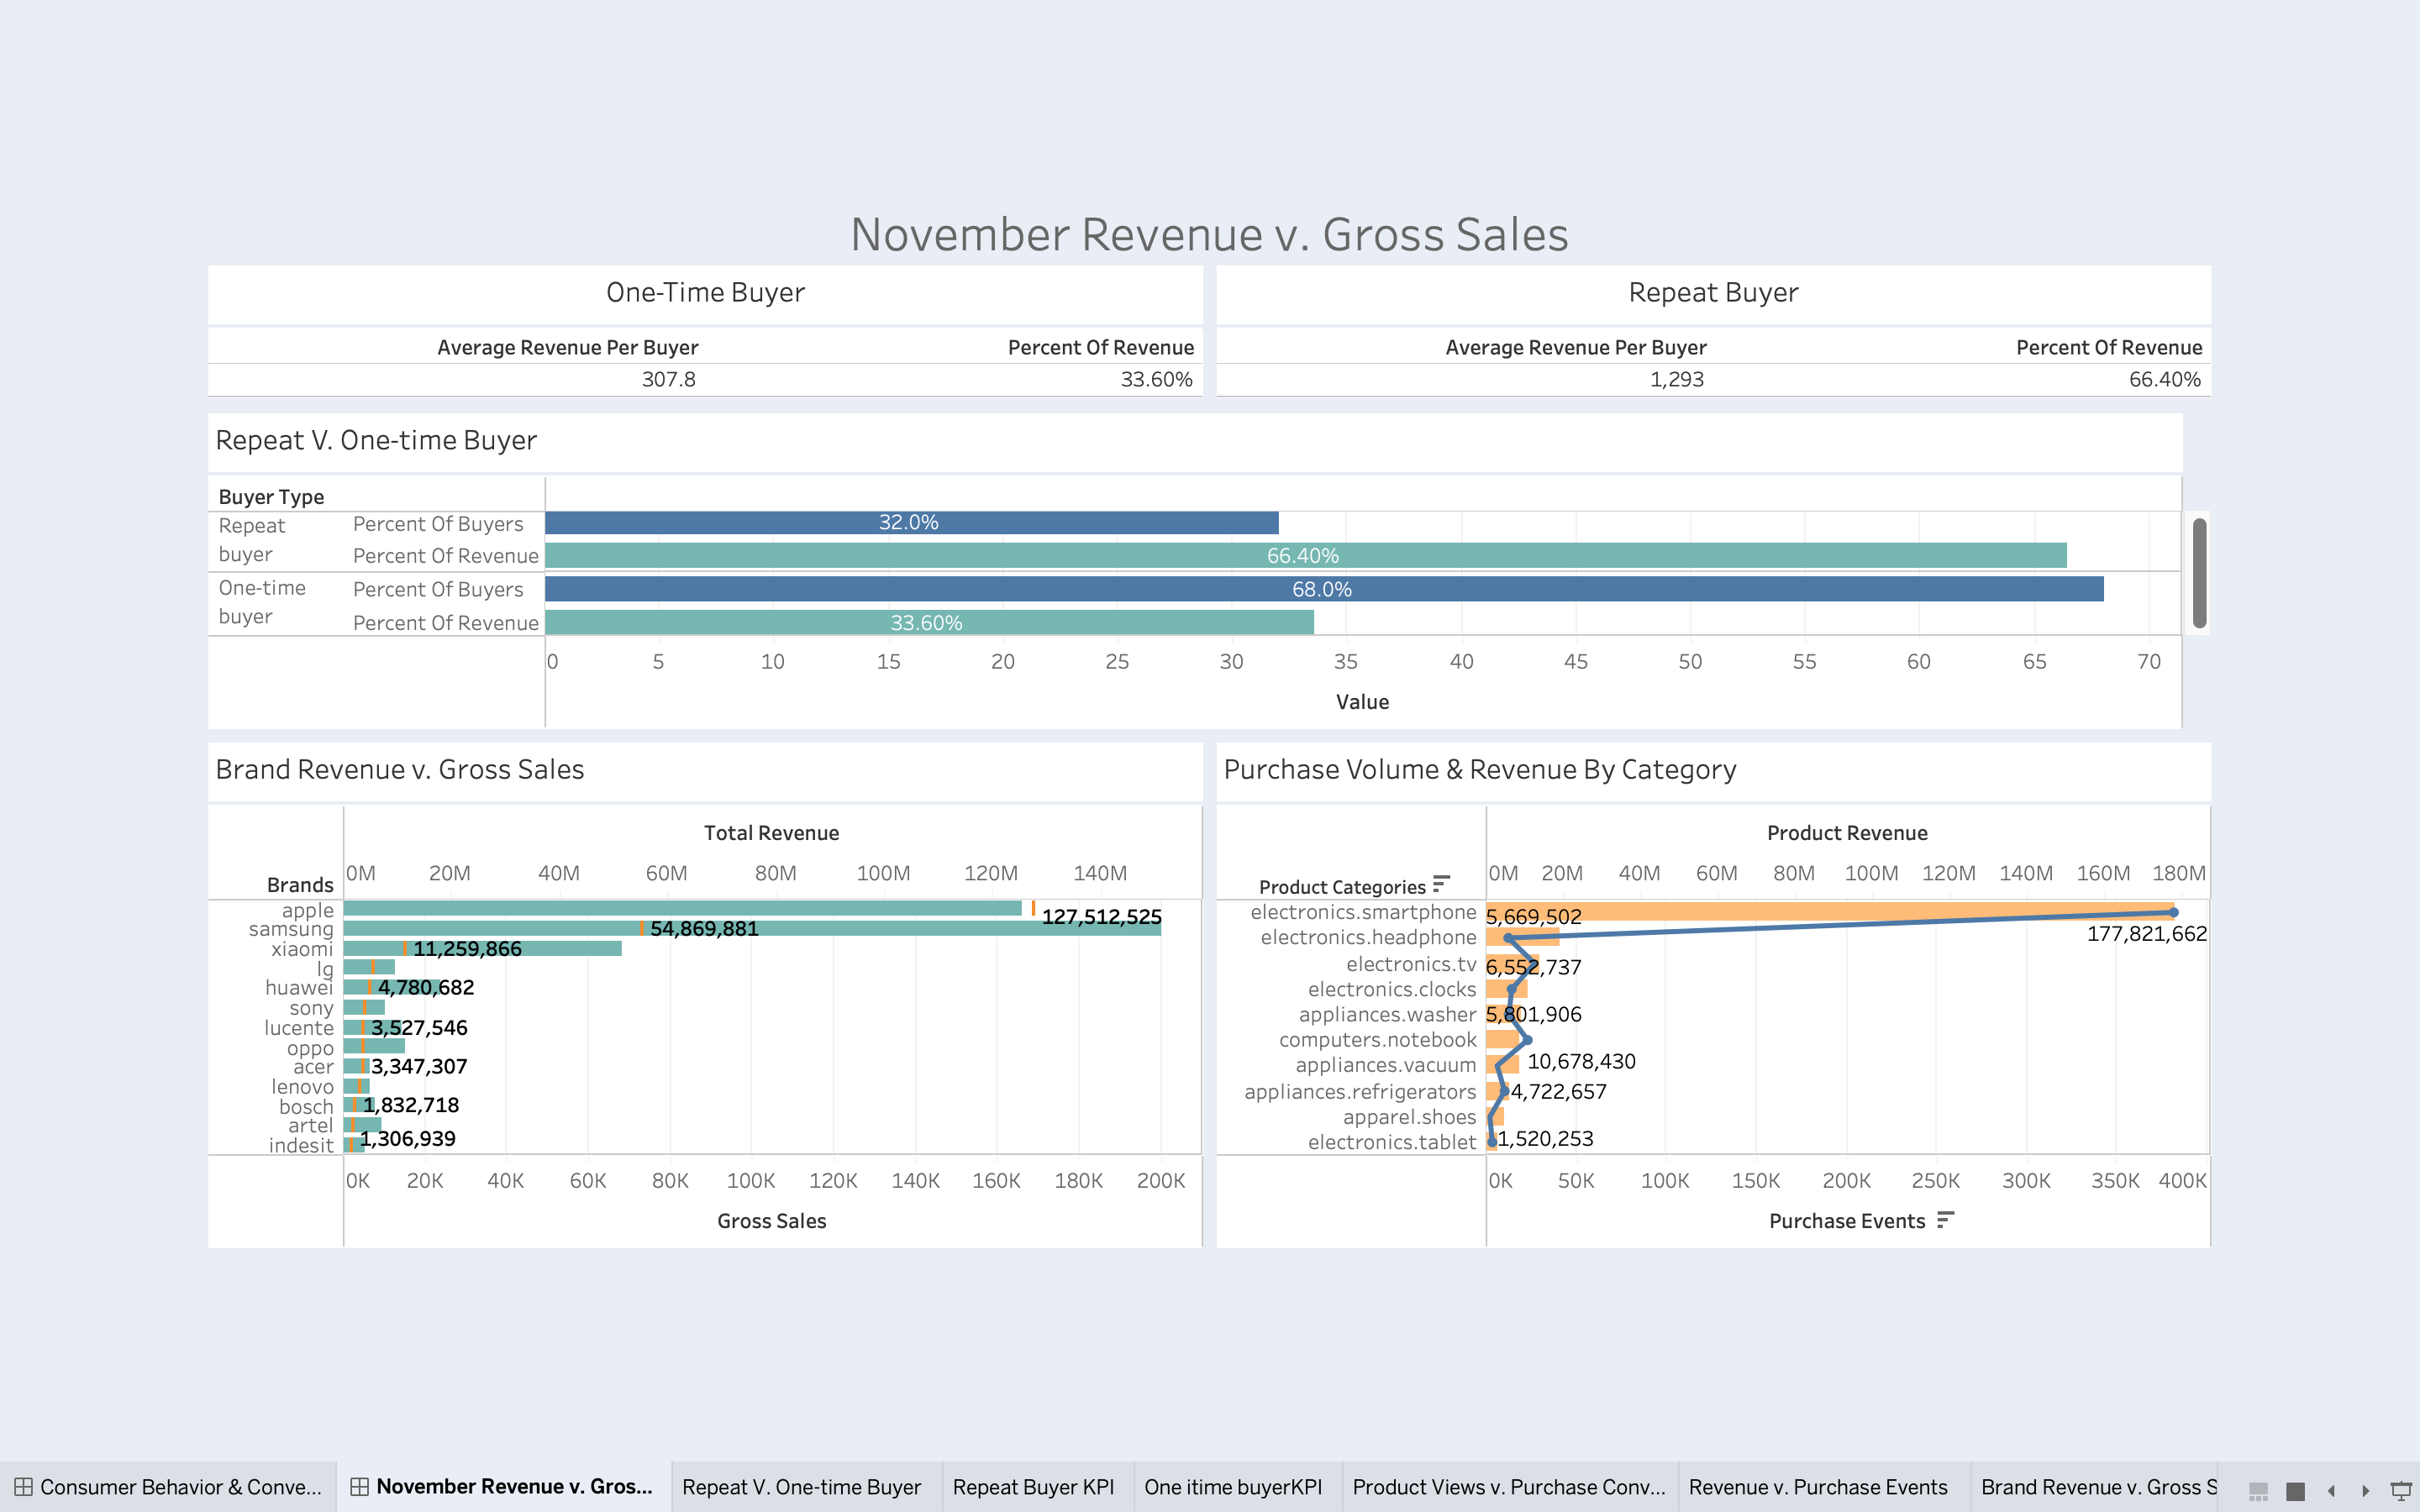 November Revenue v. Gross Sales
One-Time Buyer
Average Revenue Per Buyer Percent Of Revenue
307.8 33.60%
Repeat Buyer
Average Revenue Per Buyer Percent Of Revenue
1,293 66.40%
Repeat V. One-time Buyer
Buyer Type
Repeat buyer
Percent Of Buyers 32.0%
Percent Of Revenue 66.40%
One-time buyer
Percent Of Buyers 68.0%
Percent Of Revenue 33.60%
0 5 10 15 20 25 30 35 40 45 50 55 60 65 70
Value
Brand Revenue v. Gross Sales
Total Revenue
0M 20M 40M 60M 80M 100M 120M 140M
Brands
apple 127,512,525
samsung 54,869,881
xiaomi 11,259,866
lg
huawei 4,780,682
sony
lucente 3,527,546
oppo
acer 3,347,307
lenovo
bosch 1,832,718
artel
indesit 1,306,939
0K 20K 40K 60K 80K 100K 120K 140K 160K 180K 200K
Gross Sales
Purchase Volume & Revenue By Category
Product Revenue
0M 20M 40M 60M 80M 100M 120M 140M 160M 180M
Product Categories
electronics.smartphone 5,669,502
177,821,662
electronics.headphone
electronics.tv 6,552,737
electronics.clocks
appliances.washer 5,801,906
computers.notebook
appliances.vacuum 10,678,430
appliances.refrigerators 4,722,657
apparel.shoes
electronics.tablet 1,520,253
0K 50K 100K 150K 200K 250K 300K 350K 400K
Purchase Events
Consumer Behavior & Conve... November Revenue v. Gros... Repeat V. One-time Buyer Repeat Buyer KPI One itime buyerKPI Product Views v. Purchase Conv... Revenue v. Purchase Events Brand Revenue v. Gross S